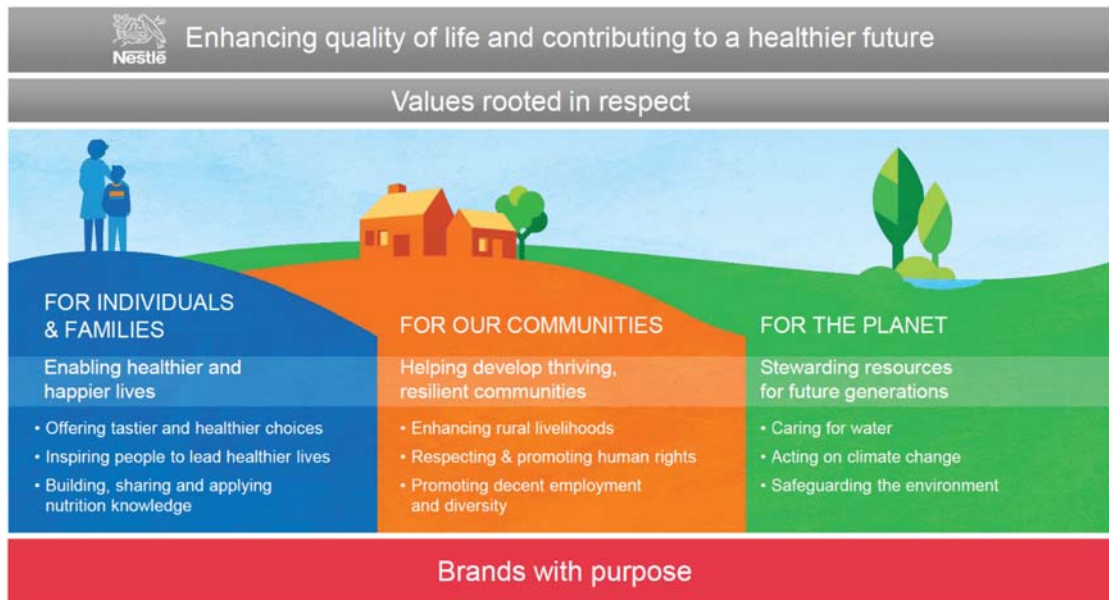 Nestlé
Enhancing quality of life and contributing to a healthier future
Values rooted in respect
FOR INDIVIDUALS
& FAMILIES
Enabling healthier and
happier lives
• Offering tastier and healthier choices
• Inspiring people to lead healthier lives
• Building, sharing and applying
nutrition knowledge
FOR OUR COMMUNITIES
Helping develop thriving,
resilient communities
• Enhancing rural livelihoods
• Respecting & promoting human rights
• Promoting decent employment
and diversity
FOR THE PLANET
Stewarding resources
for future generations
• Caring for water
• Acting on climate change
• Safeguarding the environment
Brands with purpose